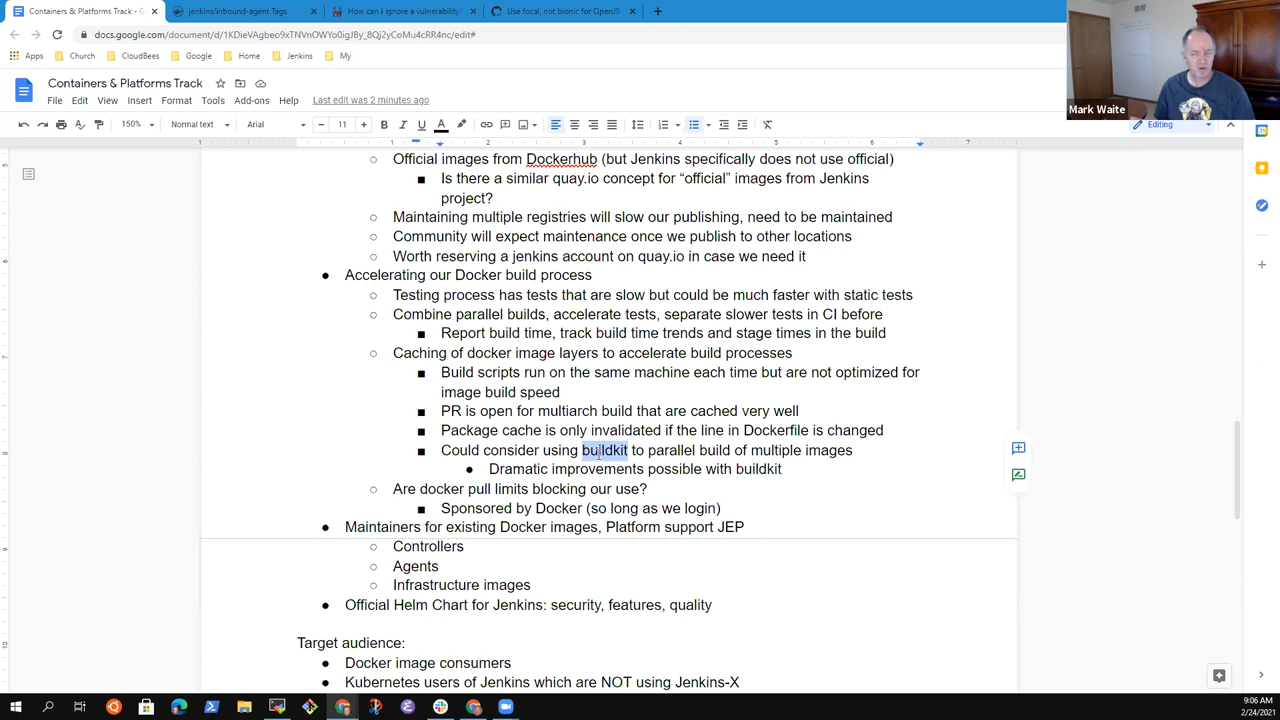 Containers & Platforms Track - G
jenkins/inbound-agent Tags
How can i ignore a vulnerability?
Use focal, not bionic for OpenJ9
docs.google.com/document/d/1KDieVAgbeo9xTNVnOWYo0igJ8y_8Qj2yCoMu4cRR4nc/edit#
Apps
Church
CloudBees
Google
Home
Jenkins
My
Containers & Platforms Track
File Edit View Insert Format Tools Add-ons Help Last edit was 2 minutes ago
Mark Waite
150% Normal text Arial 11 Editing
Official images from Dockerhub (but Jenkins specifically does not use official)
Is there a similar quay.io concept for “official” images from Jenkins
project?
Maintaining multiple registries will slow our publishing, need to be maintained
Community will expect maintenance once we publish to other locations
Worth reserving a jenkins account on quay.io in case we need it
Accelerating our Docker build process
Testing process has tests that are slow but could be much faster with static tests
Combine parallel builds, accelerate tests, separate slower tests in CI before
Report build time, track build time trends and stage times in the build
Caching of docker image layers to accelerate build processes
Build scripts run on the same machine each time but are not optimized for
image build speed
PR is open for multiarch build that are cached very well
Package cache is only invalidated if the line in Dockerfile is changed
Could consider using buildkit to parallel build of multiple images
Dramatic improvements possible with buildkit
Are docker pull limits blocking our use?
Sponsored by Docker (so long as we login)
Maintainers for existing Docker images, Platform support JEP
Controllers
Agents
Infrastructure images
Official Helm Chart for Jenkins: security, features, quality
Target audience:
Docker image consumers
Kubernetes users of Jenkins which are NOT using Jenkins-X
9:06 AM
2/24/2021